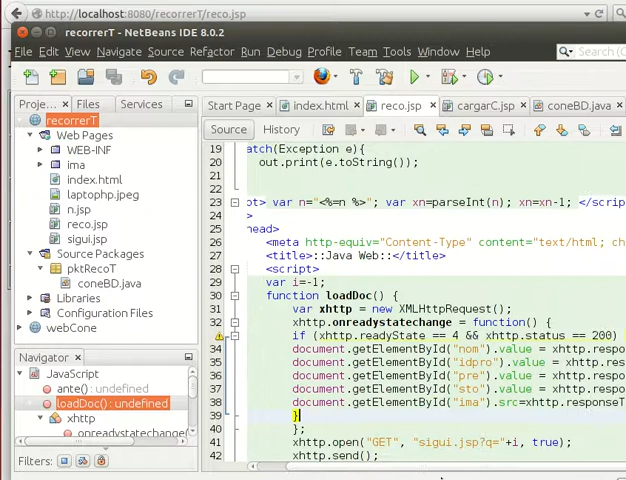 http://localhost:8080/recorrerT/reco.jsp
recorrerT - NetBeans IDE 8.0.2
File Edit View Navigate Source Refactor Run Debug Profile Team Tools Window Help
Search (C
Proje... Files Services
Start Page index.html reco.jsp cargarC.jsp coneBD.java
Source History
recorrerT
Web Pages
WEB-INF
ima
index.html
laptophp.jpeg
n.jsp
reco.jsp
sigui.jsp
Source Packages
pktRecoT
coneBD.java
Libraries
Configuration Files
webCone
Navigator
JavaScript
ante() : undefined
loadDoc() : undefined
xhttp
onreadystatechange
Filters:
19 atch(Exception e){
20 out.print(e.toString());
21
22
23 pt> var n="<%=n %>"; var xn=parseInt(n); xn=xn-1; </scrip
24 >
25 head>
26 <meta http-equiv="Content-Type" content="text/html; ch
27 <title>::Java Web::</title>
28 <script>
29 var i=-1;
30 function loadDoc() {
31 var xhttp = new XMLHttpRequest();
32 xhttp.onreadystatechange = function() {
if (xhttp.readyState == 4 && xhttp.status == 200)
34 document.getElementById("nom").value = xhttp.respo
35 document.getElementById("idpro").value = xhttp.res
36 document.getElementById("pre").value = xhttp.respo
37 document.getElementById("sto").value = xhttp.respo
38 document.getElementById("ima").src=xhttp.responseT
39 }
40 };
41 xhttp.open("GET", "sigui.jsp?q="+i, true);
42 xhttp.send();